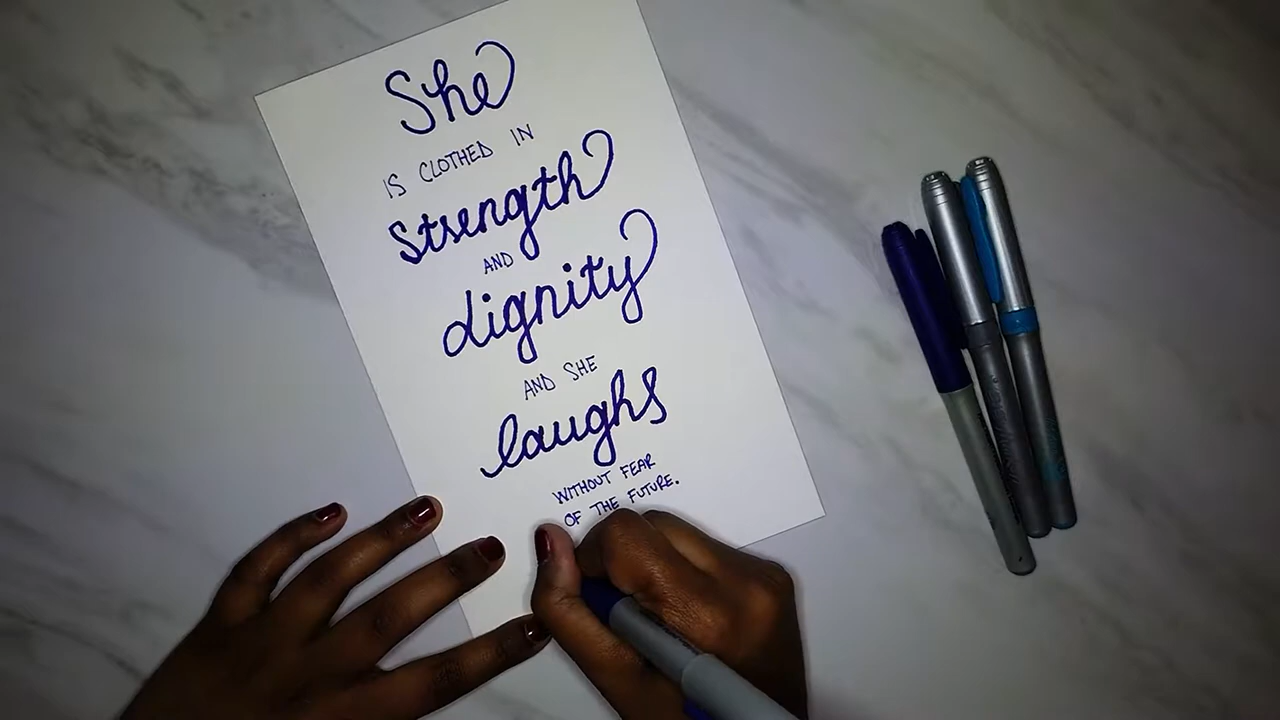 She
IS CLOTHED IN
Strength
AND
dignity
AND SHE
laughs
WITHOUT FEAR
OF THE FUTURE.